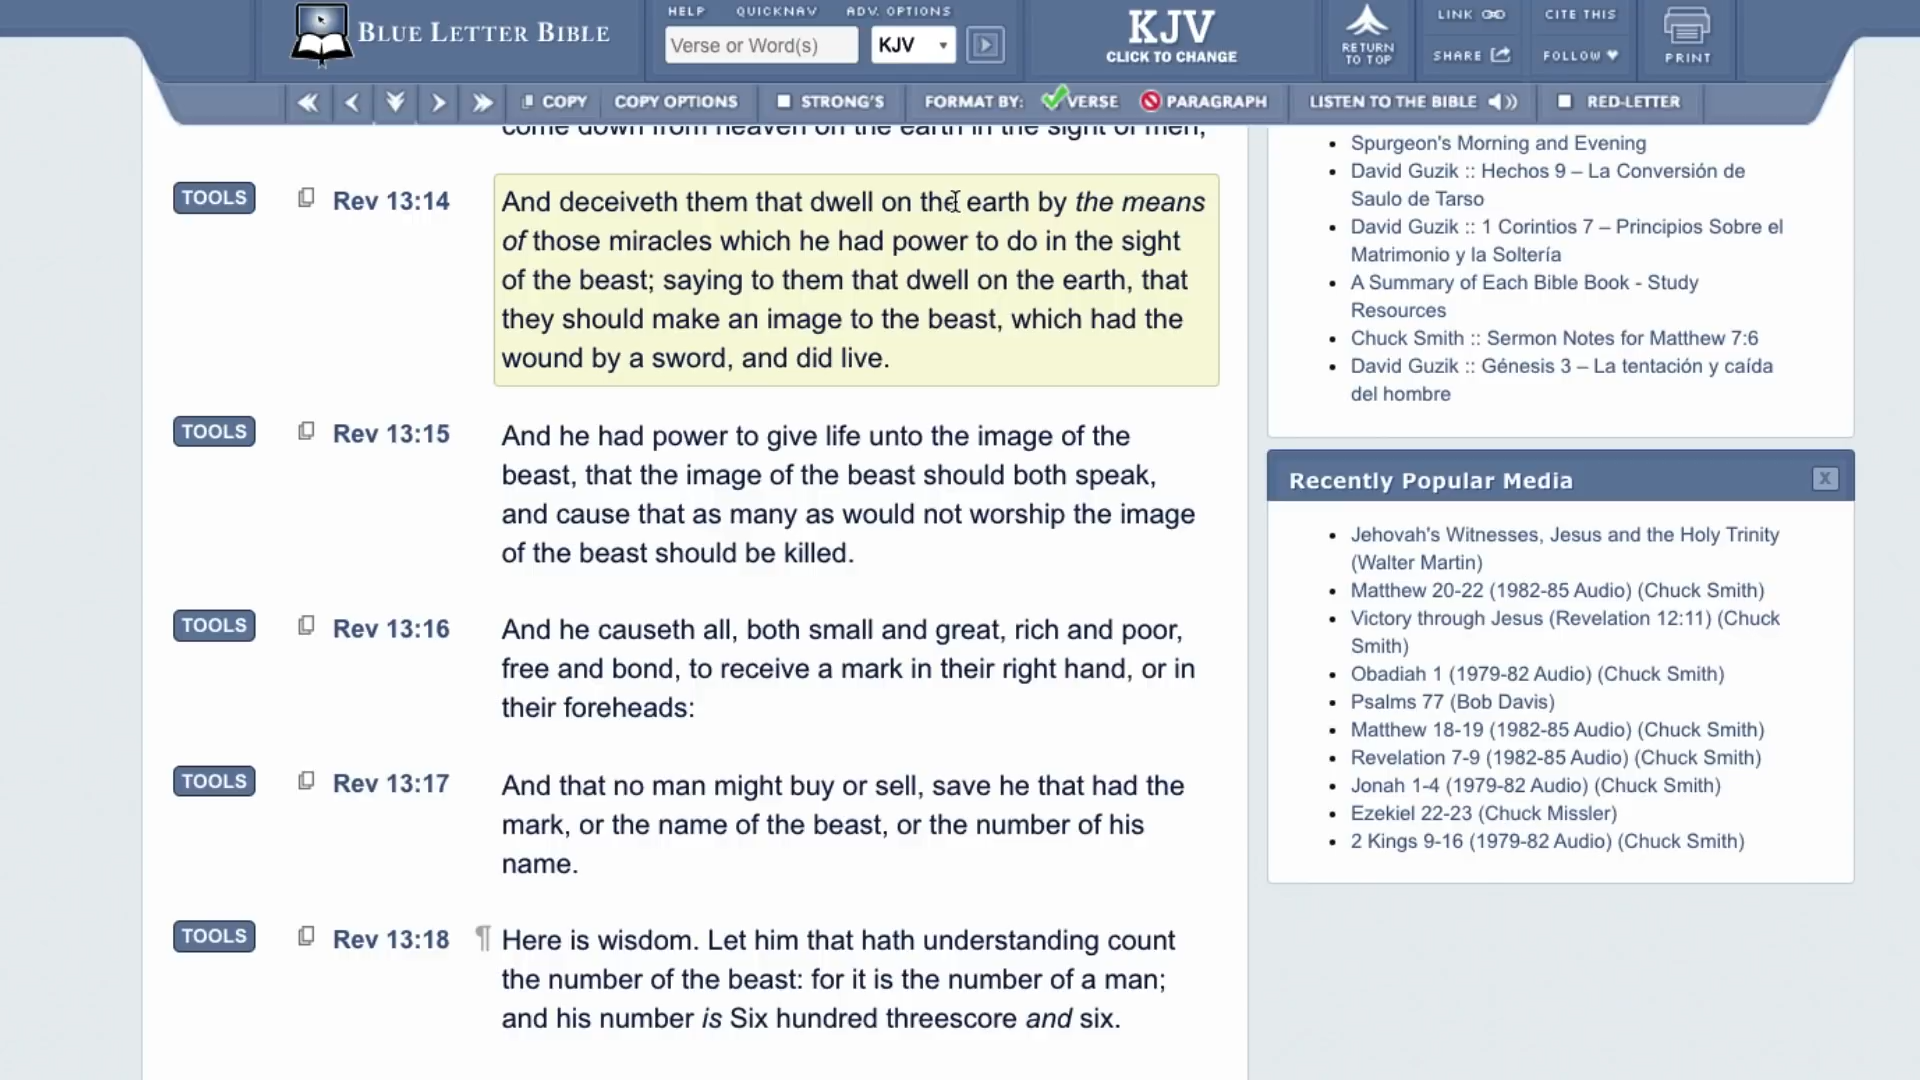 HELP QUICKNAV ADV. OPTIONS
BLUE LETTER BIBLE
Verse or Word(s)
KJV
KJV
CLICK TO CHANGE
RETURN
TO TOP
LINK
SHARE
CITE THIS
FOLLOW
PRINT
COPY
COPY OPTIONS
STRONG'S
FORMAT BY: VERSE PARAGRAPH
LISTEN TO THE BIBLE
RED-LETTER
come down from heaven on the earth in the sight of men,
TOOLS
Rev 13:14
And deceiveth them that dwell on the earth by the means
of those miracles which he had power to do in the sight
of the beast; saying to them that dwell on the earth, that
they should make an image to the beast, which had the
wound by a sword, and did live.
TOOLS
Rev 13:15
And he had power to give life unto the image of the
beast, that the image of the beast should both speak,
and cause that as many as would not worship the image
of the beast should be killed.
TOOLS
Rev 13:16
And he causeth all, both small and great, rich and poor,
free and bond, to receive a mark in their right hand, or in
their foreheads:
TOOLS
Rev 13:17
And that no man might buy or sell, save he that had the
mark, or the name of the beast, or the number of his
name.
TOOLS
Rev 13:18
¶ Here is wisdom. Let him that hath understanding count
the number of the beast: for it is the number of a man;
and his number is Six hundred threescore and six.
Spurgeon's Morning and Evening
David Guzik :: Hechos 9 – La Conversión de
Saulo de Tarso
David Guzik :: 1 Corintios 7 – Principios Sobre el
Matrimonio y la Soltería
A Summary of Each Bible Book - Study
Resources
Chuck Smith :: Sermon Notes for Matthew 7:6
David Guzik :: Génesis 3 – La tentación y caída
del hombre
Recently Popular Media
X
Jehovah's Witnesses, Jesus and the Holy Trinity
(Walter Martin)
Matthew 20-22 (1982-85 Audio) (Chuck Smith)
Victory through Jesus (Revelation 12:11) (Chuck
Smith)
Obadiah 1 (1979-82 Audio) (Chuck Smith)
Psalms 77 (Bob Davis)
Matthew 18-19 (1982-85 Audio) (Chuck Smith)
Revelation 7-9 (1982-85 Audio) (Chuck Smith)
Jonah 1-4 (1979-82 Audio) (Chuck Smith)
Ezekiel 22-23 (Chuck Missler)
2 Kings 9-16 (1979-82 Audio) (Chuck Smith)